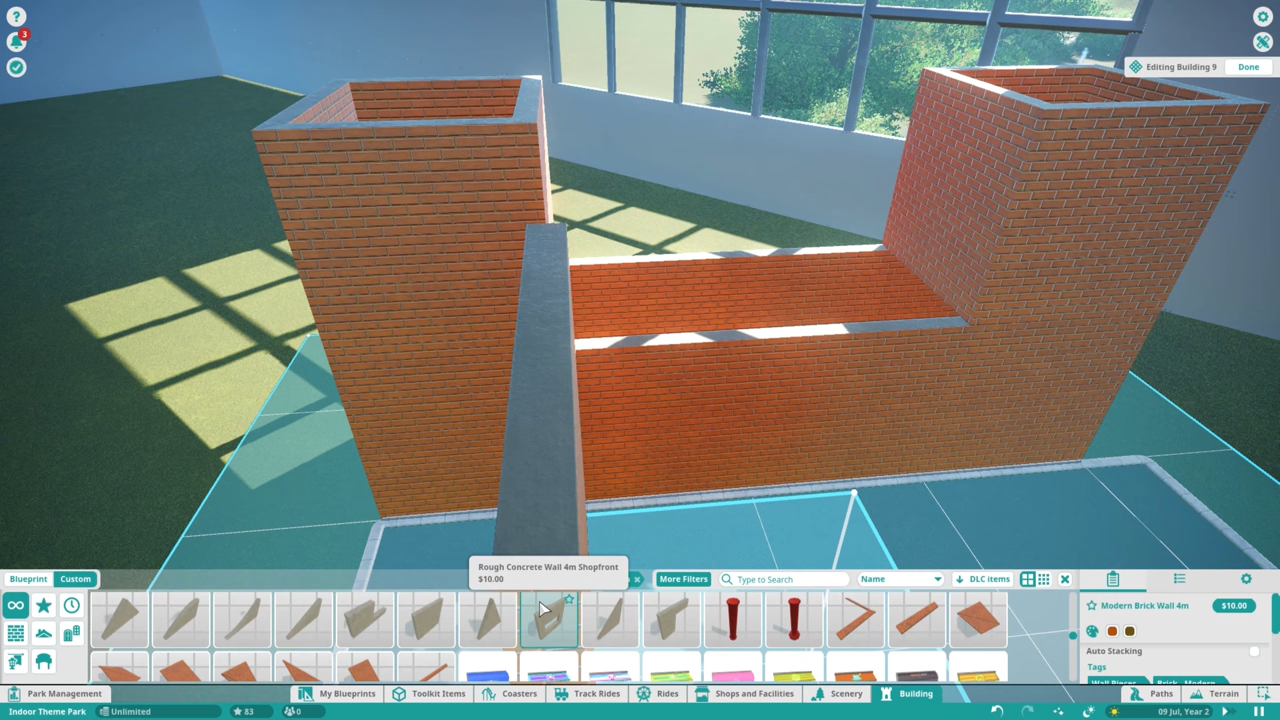 ?
3
Editing Building 9
Done
Rough Concrete Wall 4m Shopfront
$10.00
Blueprint
Custom
More Filters
Type to Search
Name
DLC items
Modern Brick Wall 4m
$10.00
Auto Stacking
Tags
Park Management
My Blueprints
Toolkit Items
Coasters
Track Rides
Rides
Shops and Facilities
Scenery
Building
Paths
Terrain
Indoor Theme Park
Unlimited
83
0
09 Jul, Year 2